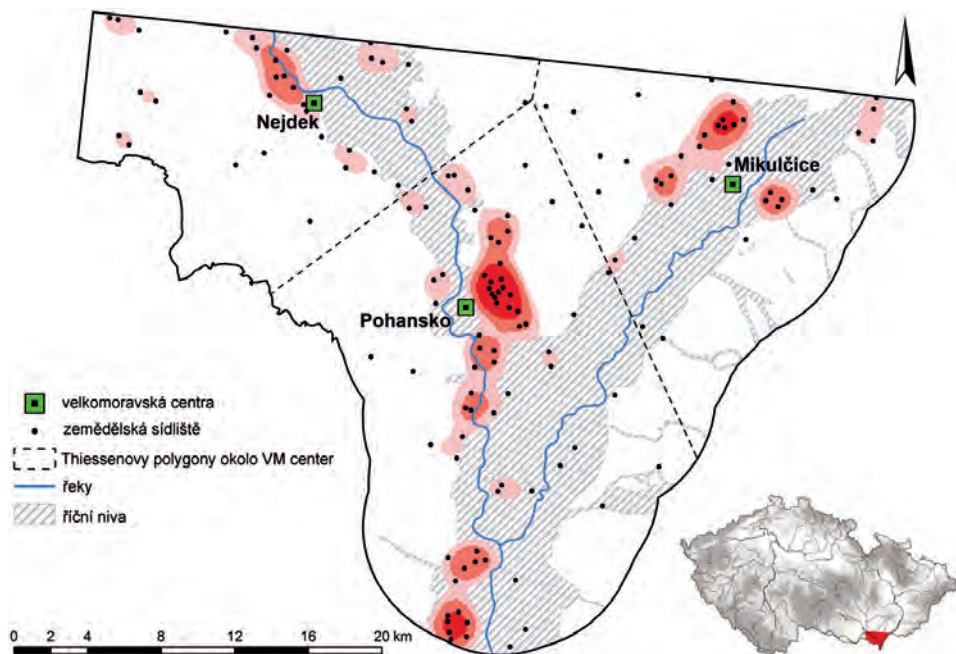 Nejdek
Mikulčice
Pohansko
velkomoravská centra
zemědělská sídliště
Thiessenovy polygony okolo VM center
řeky
říční niva
0 2 4 8 12 16 20 km